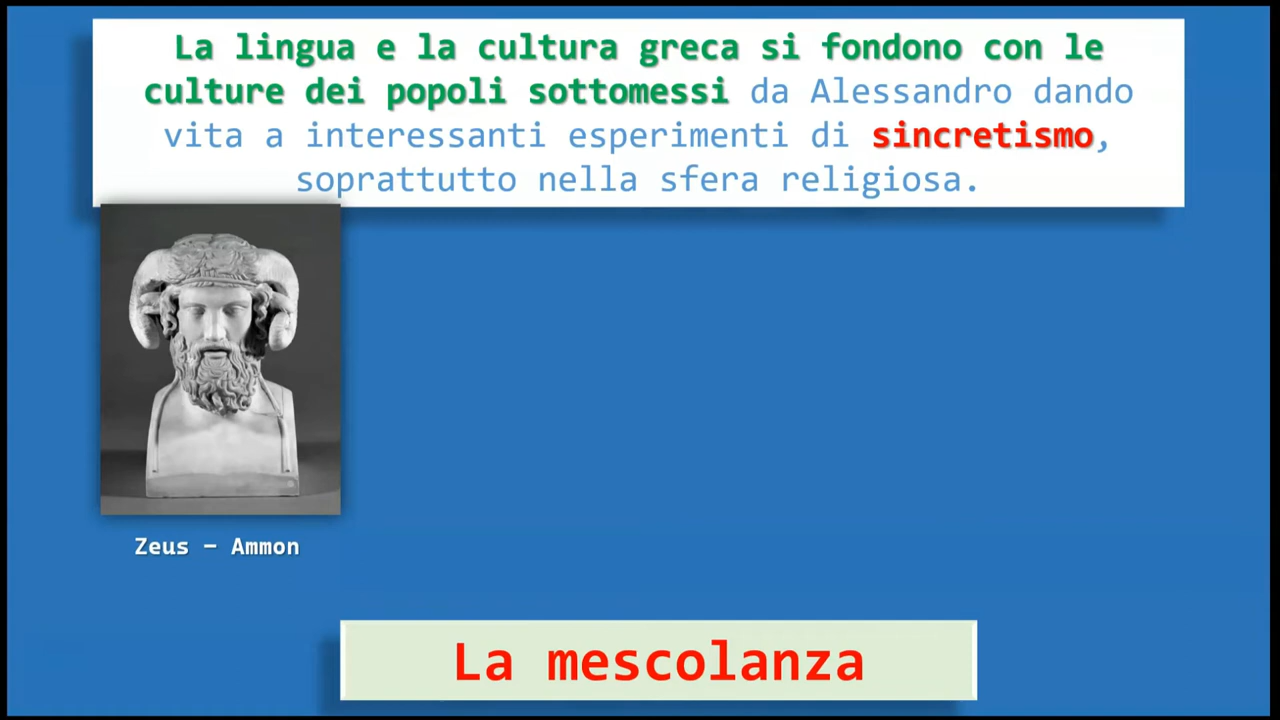 La lingua e la cultura greca si fondono con le
culture dei popoli sottomessi da Alessandro dando
vita a interessanti esperimenti di sincretismo,
soprattutto nella sfera religiosa.
Zeus – Ammon
La mescolanza